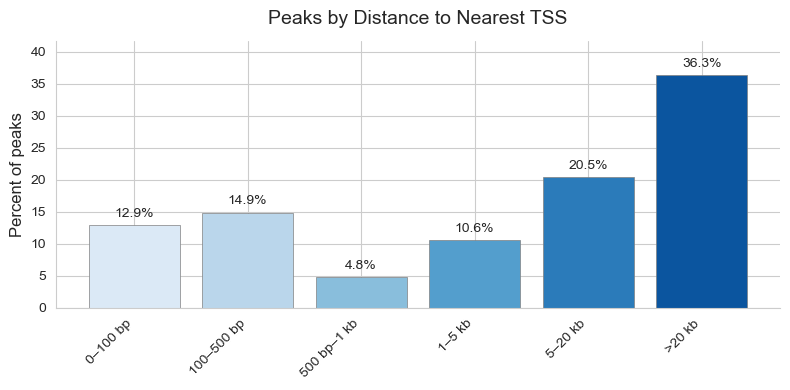 Peaks by Distance to Nearest TSS
Percent of peaks
40
35
30
25
20
15
10
5
0
12.9%
14.9%
4.8%
10.6%
20.5%
36.3%
0–100 bp
100–500 bp
500 bp–1 kb
1–5 kb
5–20 kb
>20 kb